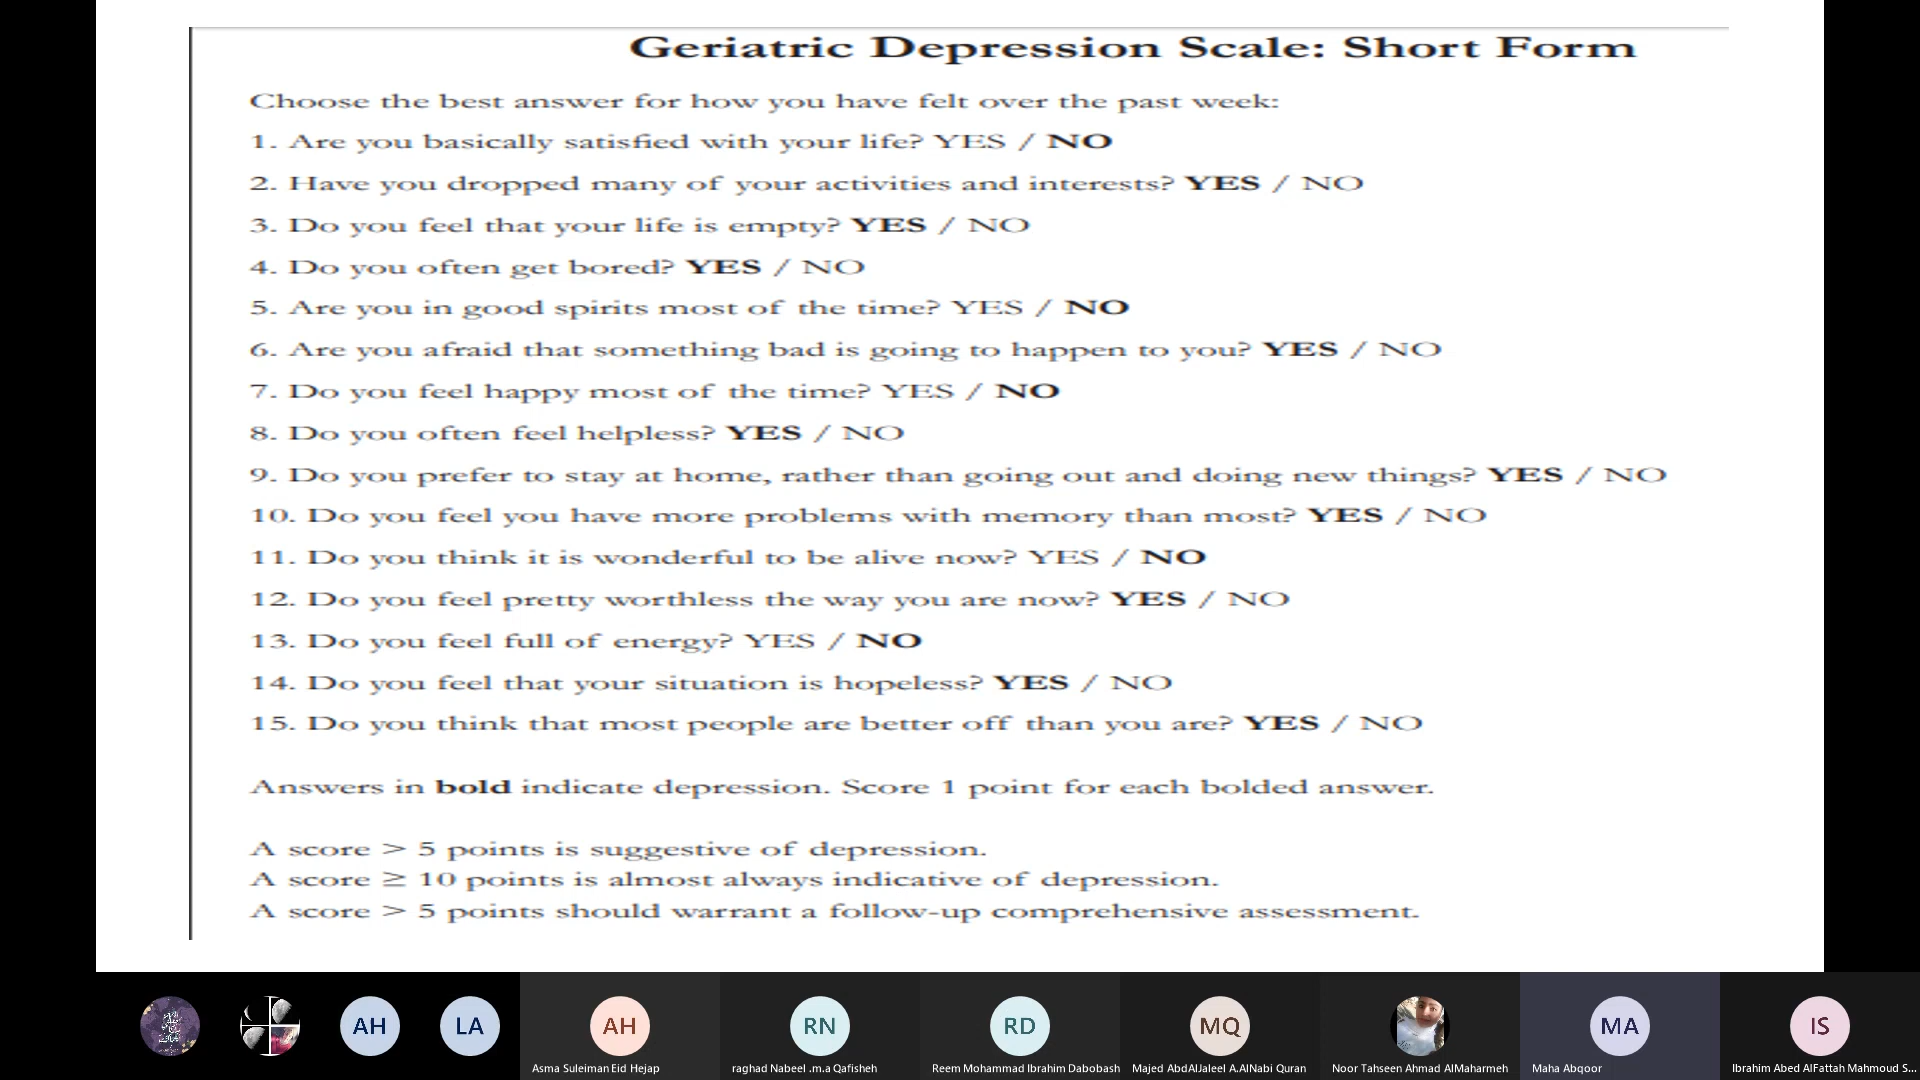 Geriatric Depression Scale: Short Form
Choose the best answer for how you have felt over the past week:
1. Are you basically satisfied with your life? YES / NO
2. Have you dropped many of your activities and interests? YES / NO
3. Do you feel that your life is empty? YES / NO
4. Do you often get bored? YES / NO
5. Are you in good spirits most of the time? YES / NO
6. Are you afraid that something bad is going to happen to you? YES / NO
7. Do you feel happy most of the time? YES / NO
8. Do you often feel helpless? YES / NO
9. Do you prefer to stay at home, rather than going out and doing new things? YES / NO
10. Do you feel you have more problems with memory than most? YES / NO
11. Do you think it is wonderful to be alive now? YES / NO
12. Do you feel pretty worthless the way you are now? YES / NO
13. Do you feel full of energy? YES / NO
14. Do you feel that your situation is hopeless? YES / NO
15. Do you think that most people are better off than you are? YES / NO
Answers in bold indicate depression. Score 1 point for each bolded answer.
A score > 5 points is suggestive of depression.
A score ≥ 10 points is almost always indicative of depression.
A score > 5 points should warrant a follow-up comprehensive assessment.
AH LA AH RN RD MQ MA IS
Asma Suleiman Eid Hejap raghad Nabeel .m.a Qafisheh Reem Mohammad Ibrahim Dabobash Majed AbdAlJaleel A.AlNabi Quran Noor Tahseen Ahmad AlMaharmeh Maha Abqoor Ibrahim Abed AlFattah Mahmoud S...